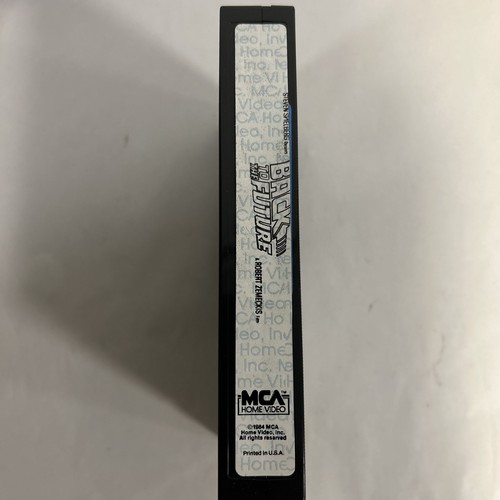 STEVEN SPIELBERG Presents
BACK
TO THE
FUTURE
A ROBERT ZEMECKIS Film
MCA
HOME VIDEO
©1984 MCA
Home Video, Inc.
All rights reserved
Printed in U.S.A.